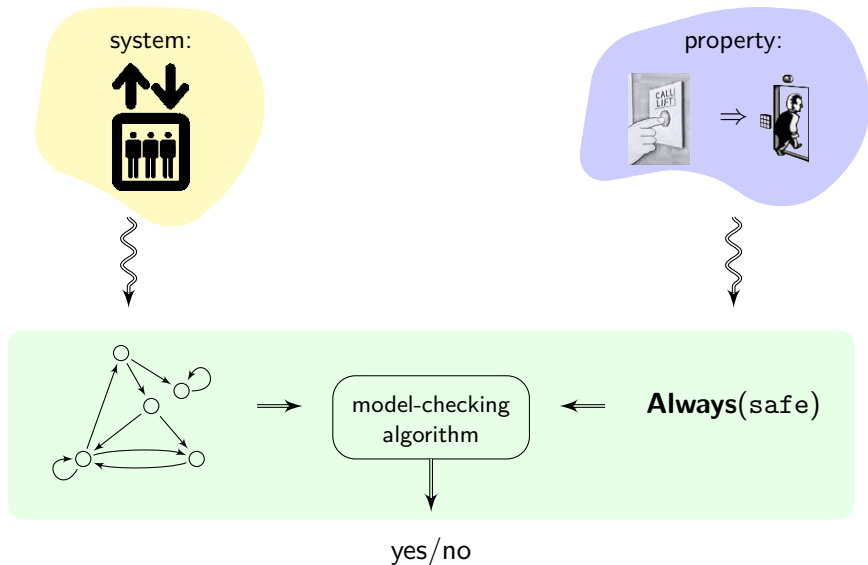 system:
property:
CALL
LIFT
⇒
model-checking
algorithm
Always(safe)
yes/no